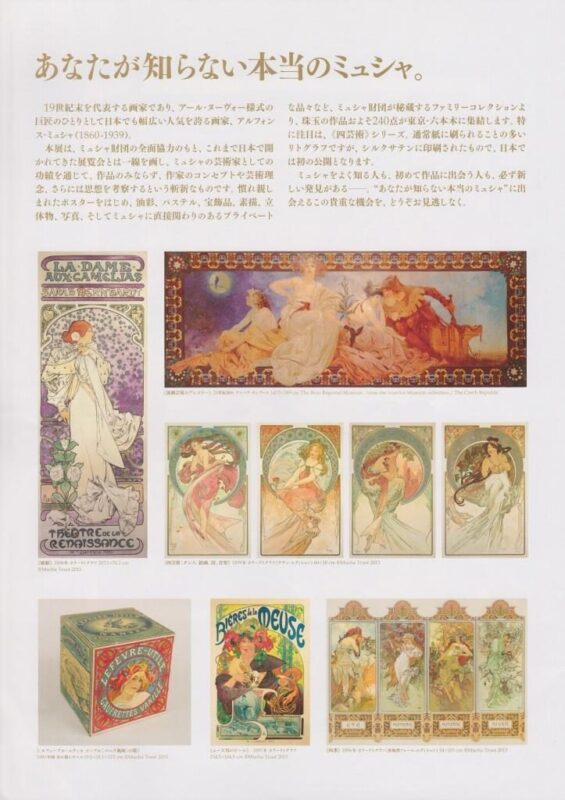 あなたが知らない本当のミュシャ。
19世紀末を代表する画家であり、アール・ヌーヴォー様式の
巨匠のひとりとして日本でも幅広い人気を誇る画家、アルフォン
ス・ミュシャ(1860-1939)。
本展は、ミュシャ財団の全面協力のもと、これまで日本で開
かれてきた展覧会とは一線を画し、ミュシャの芸術家としての
功績を通じて、作品のみならず、作家のコンセプトや芸術理
念、さらには思想を考察するという斬新なものです。慣れ親し
まれたポスターをはじめ、油彩、パステル、宝飾品、素描、立
体物、写真、そしてミュシャに直接関わりのあるプライベート
な品々など、ミュシャ財団が秘蔵するファミリーコレクションよ
り、珠玉の作品およそ240点が東京・六本木に集結します。特
に注目は、《四芸術》シリーズ。通常紙に刷られることの多い
リトグラフですが、シルクサテンに印刷されたもので、日本で
は初の公開となります。
ミュシャをよく知る人も、初めて作品に出会う人も、必ず新
しい発見がある――。“あなたが知らない本当のミュシャ”に出
会えるこの貴重な機会を、どうぞお見逃しなく。
LA·DAME·
AUX·CAMELIAS
SARAH BERNHARDT
THÉÂTRE DE LA
RENAISSANCE
©Mucha Trust 2013
©Mucha Trust 2013
LEFÈVRE-UTILE
GAUFRETTES VANILLE
NANTES
BIÈRES de la MEUSE
©Mucha Trust 2013
©Mucha Trust 2013
©Mucha Trust 2013